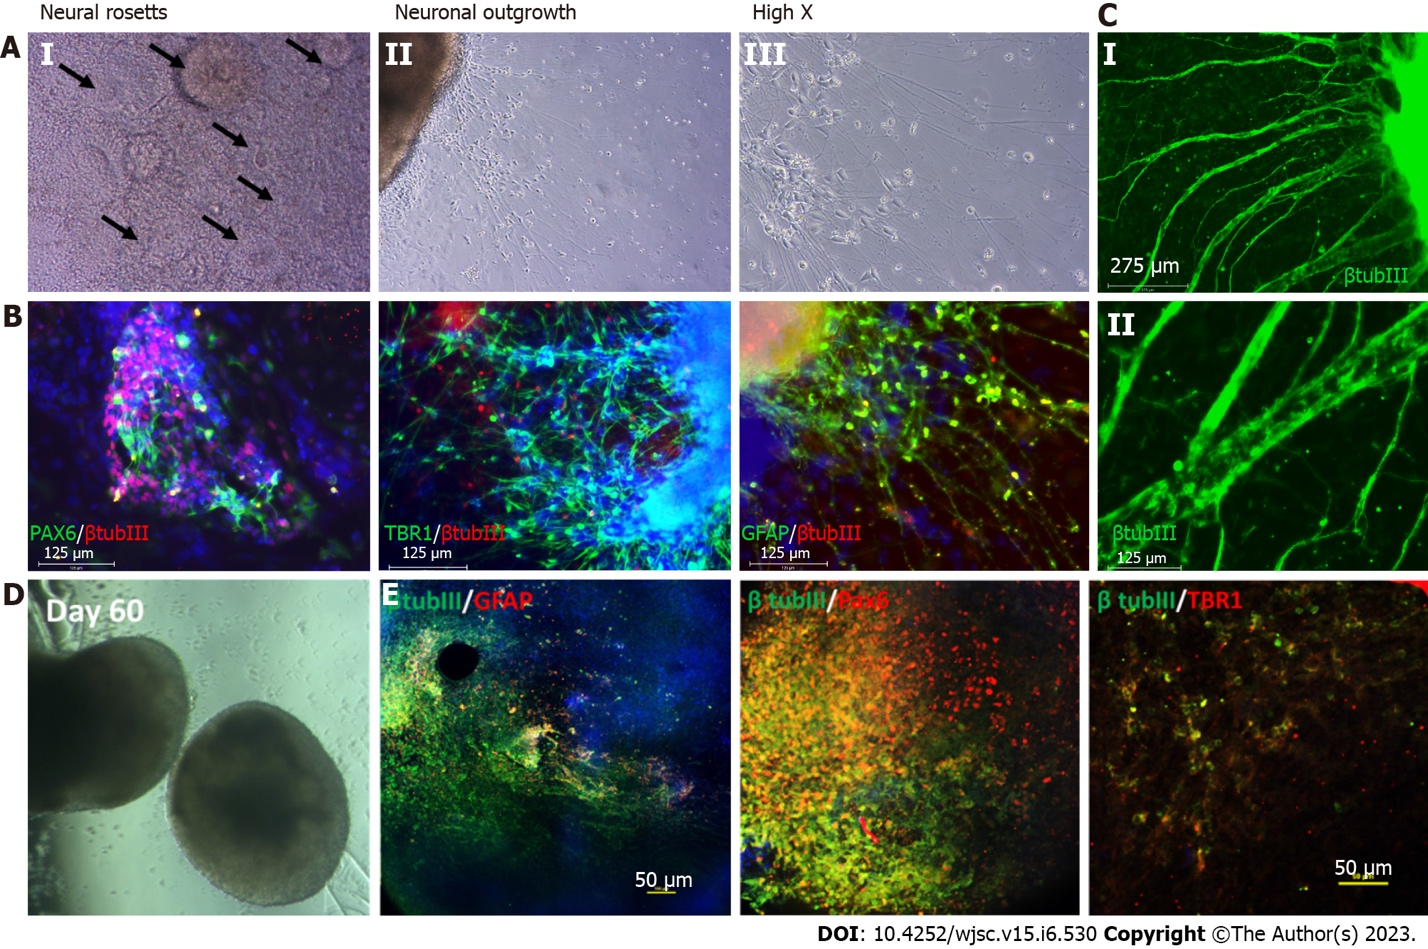 Neural rosetts
Neuronal outgrowth
High X
C
A
I
II
III
I
275 µm
βtubIII
B
PAX6/βtubIII
125 µm
TBR1/βtubIII
125 µm
GFAP/βtubIII
125 µm
II
βtubIII
125 µm
D
Day 60
E
tubIII/GFAP
50 µm
β tubIII/Pax6
β tubIII/TBR1
50 µm
DOI: 10.4252/wjsc.v15.i6.530 Copyright ©The Author(s) 2023.